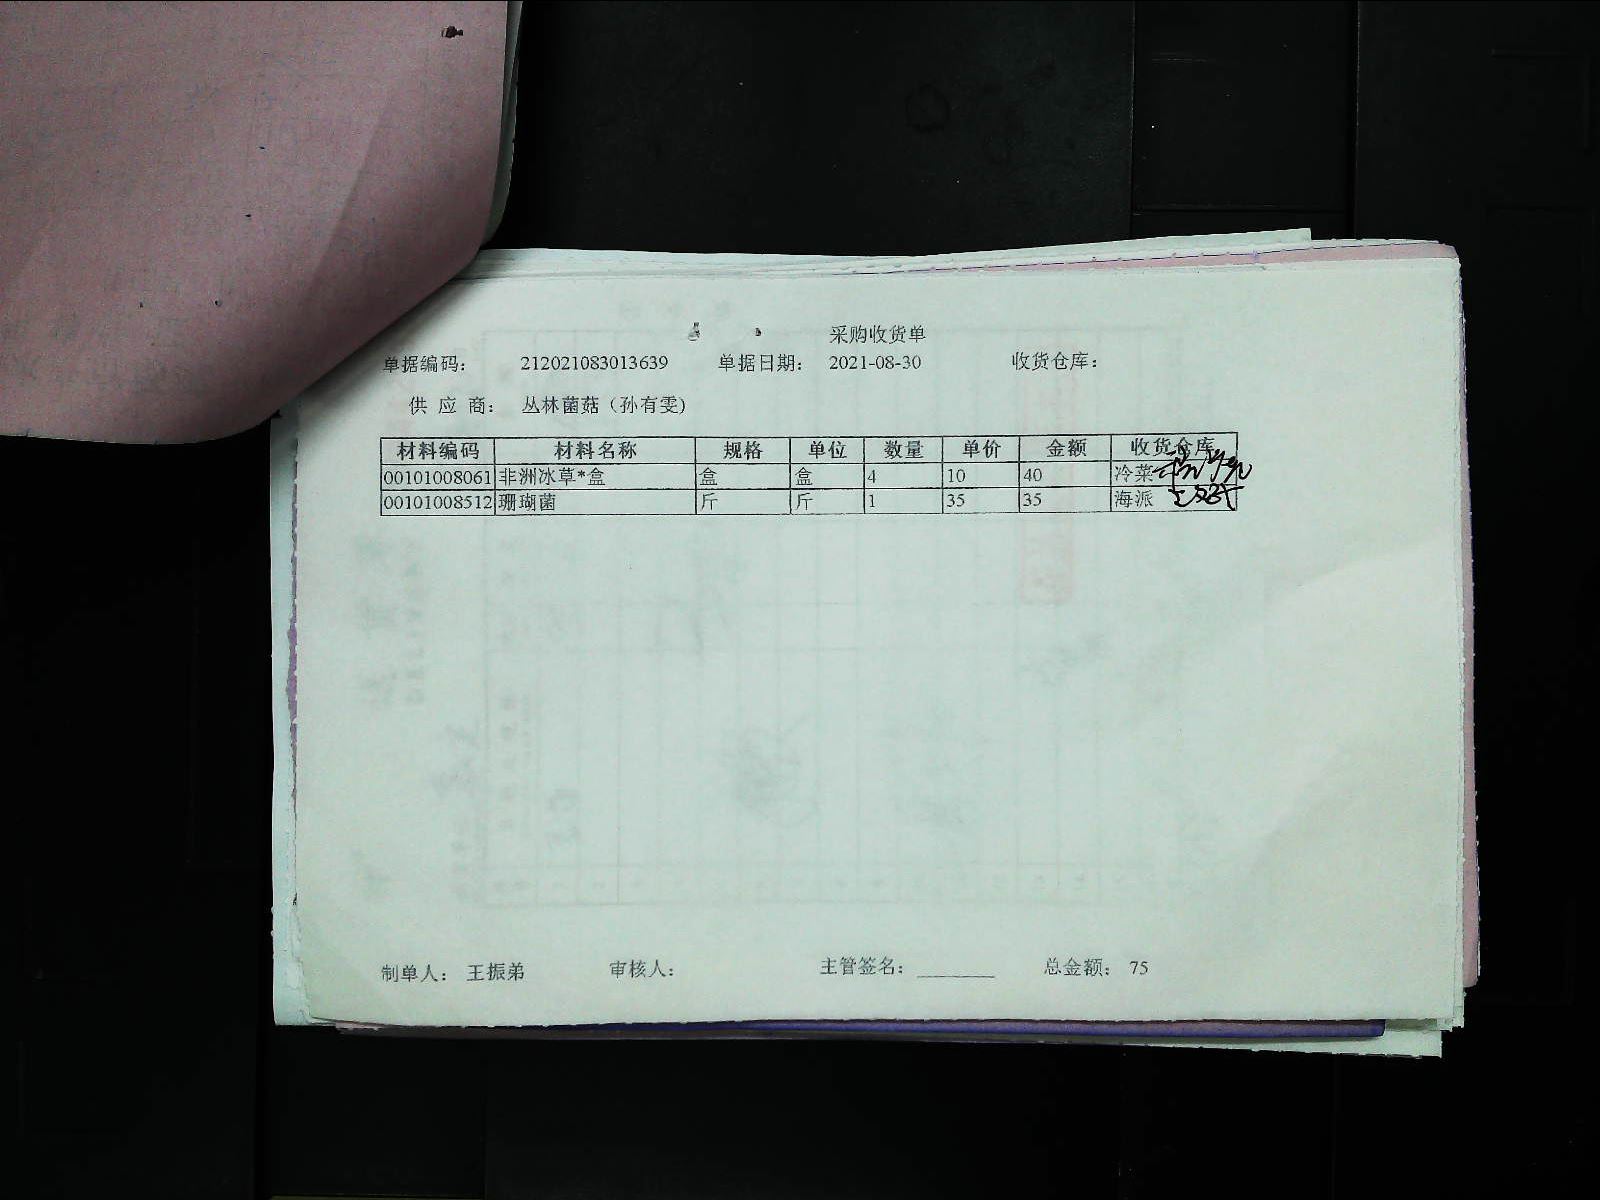 采购收货单
单据编码： 212021083013639 单据日期： 2021-08-30 收货仓库：
供 应 商： 丛林菌菇（孙有雯）
材料编码 材料名称 规格 单位 数量 单价 金额 收货仓库
00101008061 非洲冰草*盒 盒 盒 4 10 40 冷菜
00101008512 珊瑚菌 斤 斤 1 35 35 海派
制单人： 王振弟 审核人： 主管签名：________ 总金额： 75